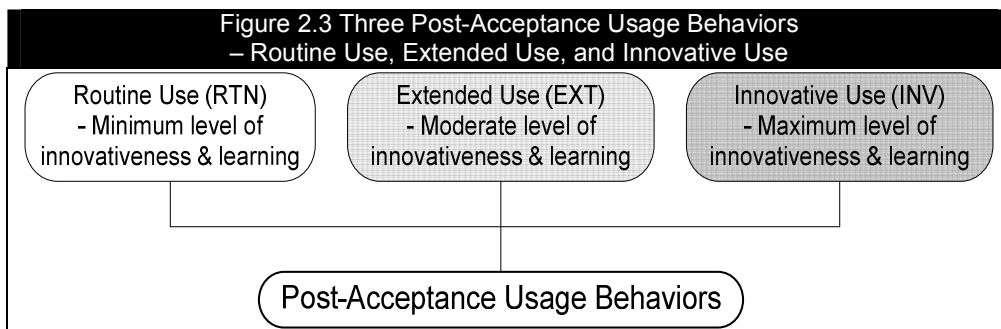 Figure 2.3 Three Post-Acceptance Usage Behaviors
– Routine Use, Extended Use, and Innovative Use
Routine Use (RTN)
- Minimum level of
innovativeness & learning
Extended Use (EXT)
- Moderate level of
innovativeness & learning
Innovative Use (INV)
- Maximum level of
innovativeness & learning
Post-Acceptance Usage Behaviors